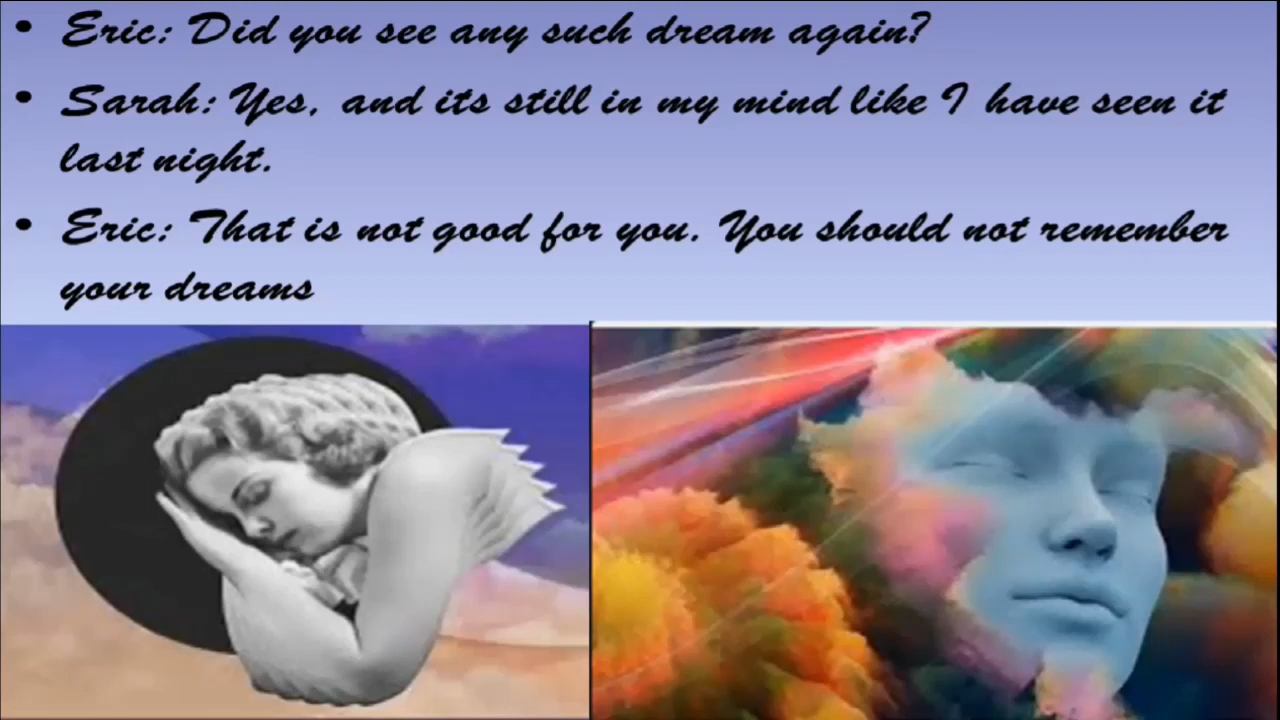 • Eric: Did you see any such dream again?
• Sarah: Yes, and its still in my mind like I have seen it
last night.
• Eric: That is not good for you. You should not remember
your dreams